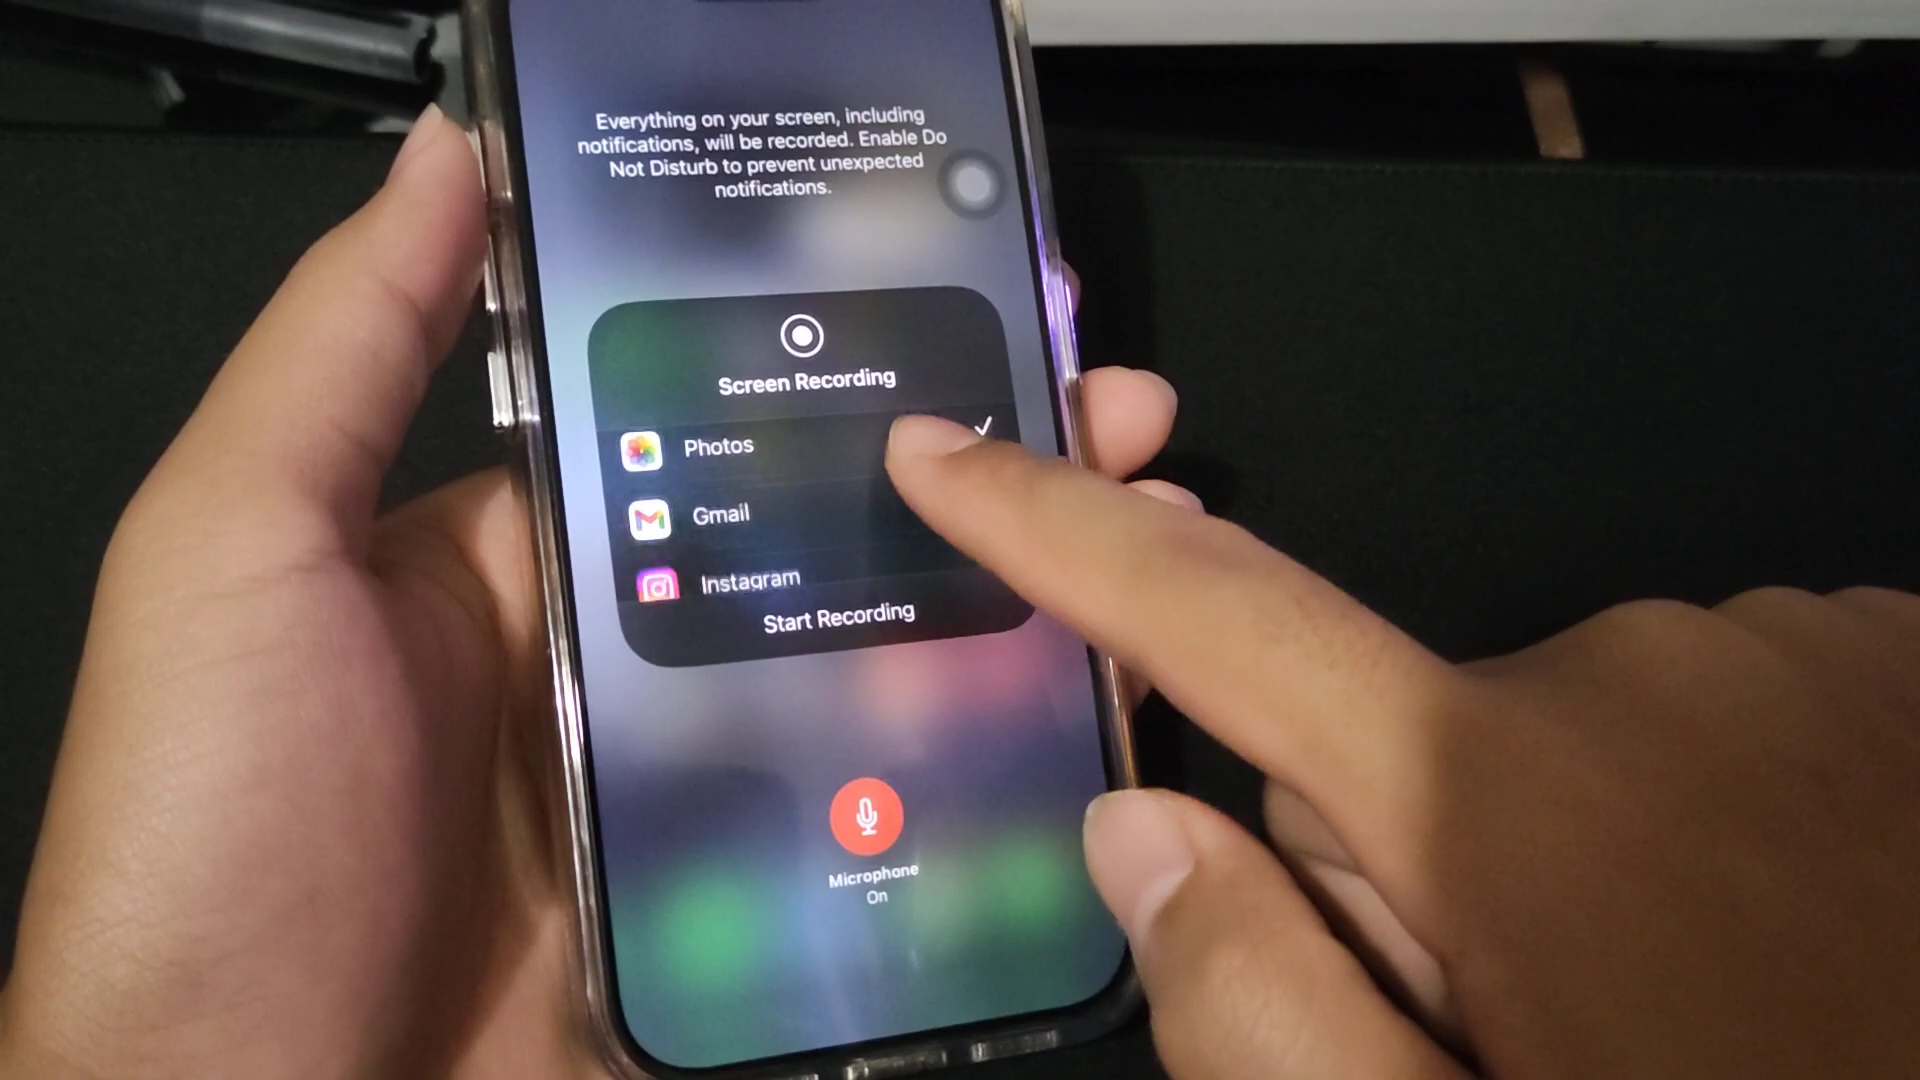 Everything on your screen, including
notifications, will be recorded. Enable Do
Not Disturb to prevent unexpected
notifications.
Screen Recording
Photos
Gmail
Instagram
Start Recording
Microphone
On